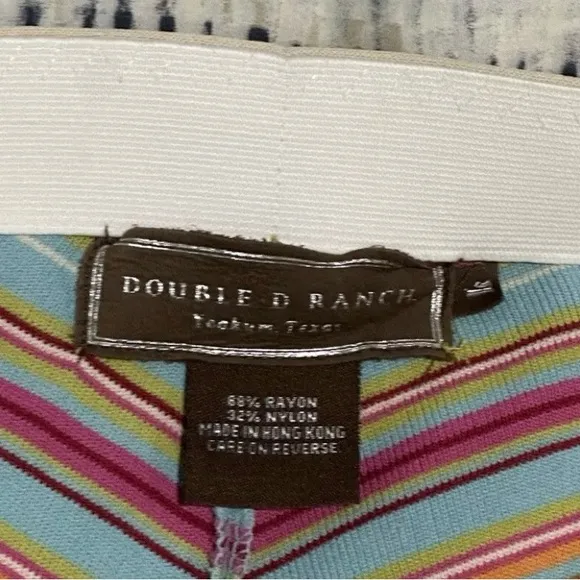 DOUBLE D RANCH
Yoakum, Texas
68% RAYON
32% NYLON
MADE IN HONG KONG
CARE ON REVERSE